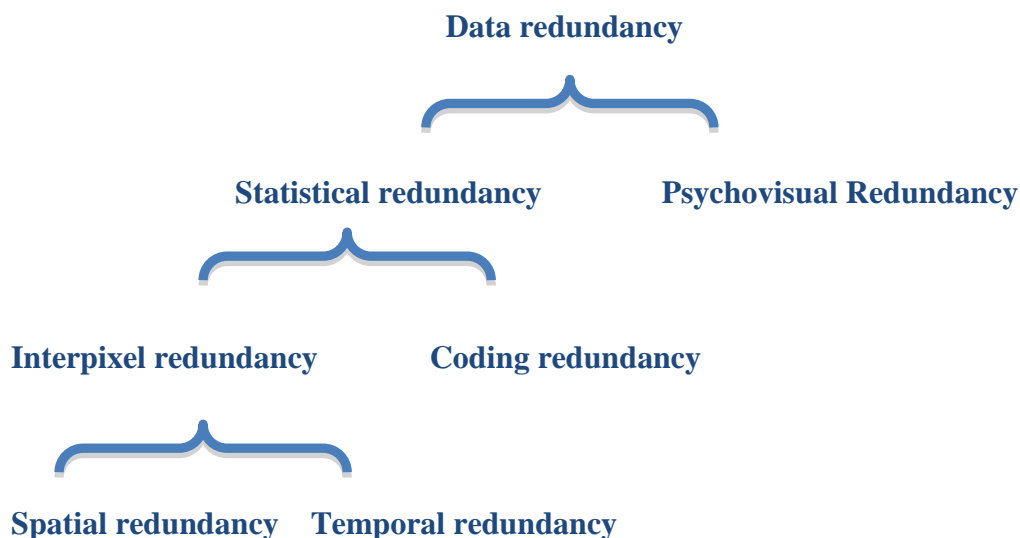 Data redundancy
Statistical redundancy Psychovisual Redundancy
Interpixel redundancy Coding redundancy
Spatial redundancy Temporal redundancy